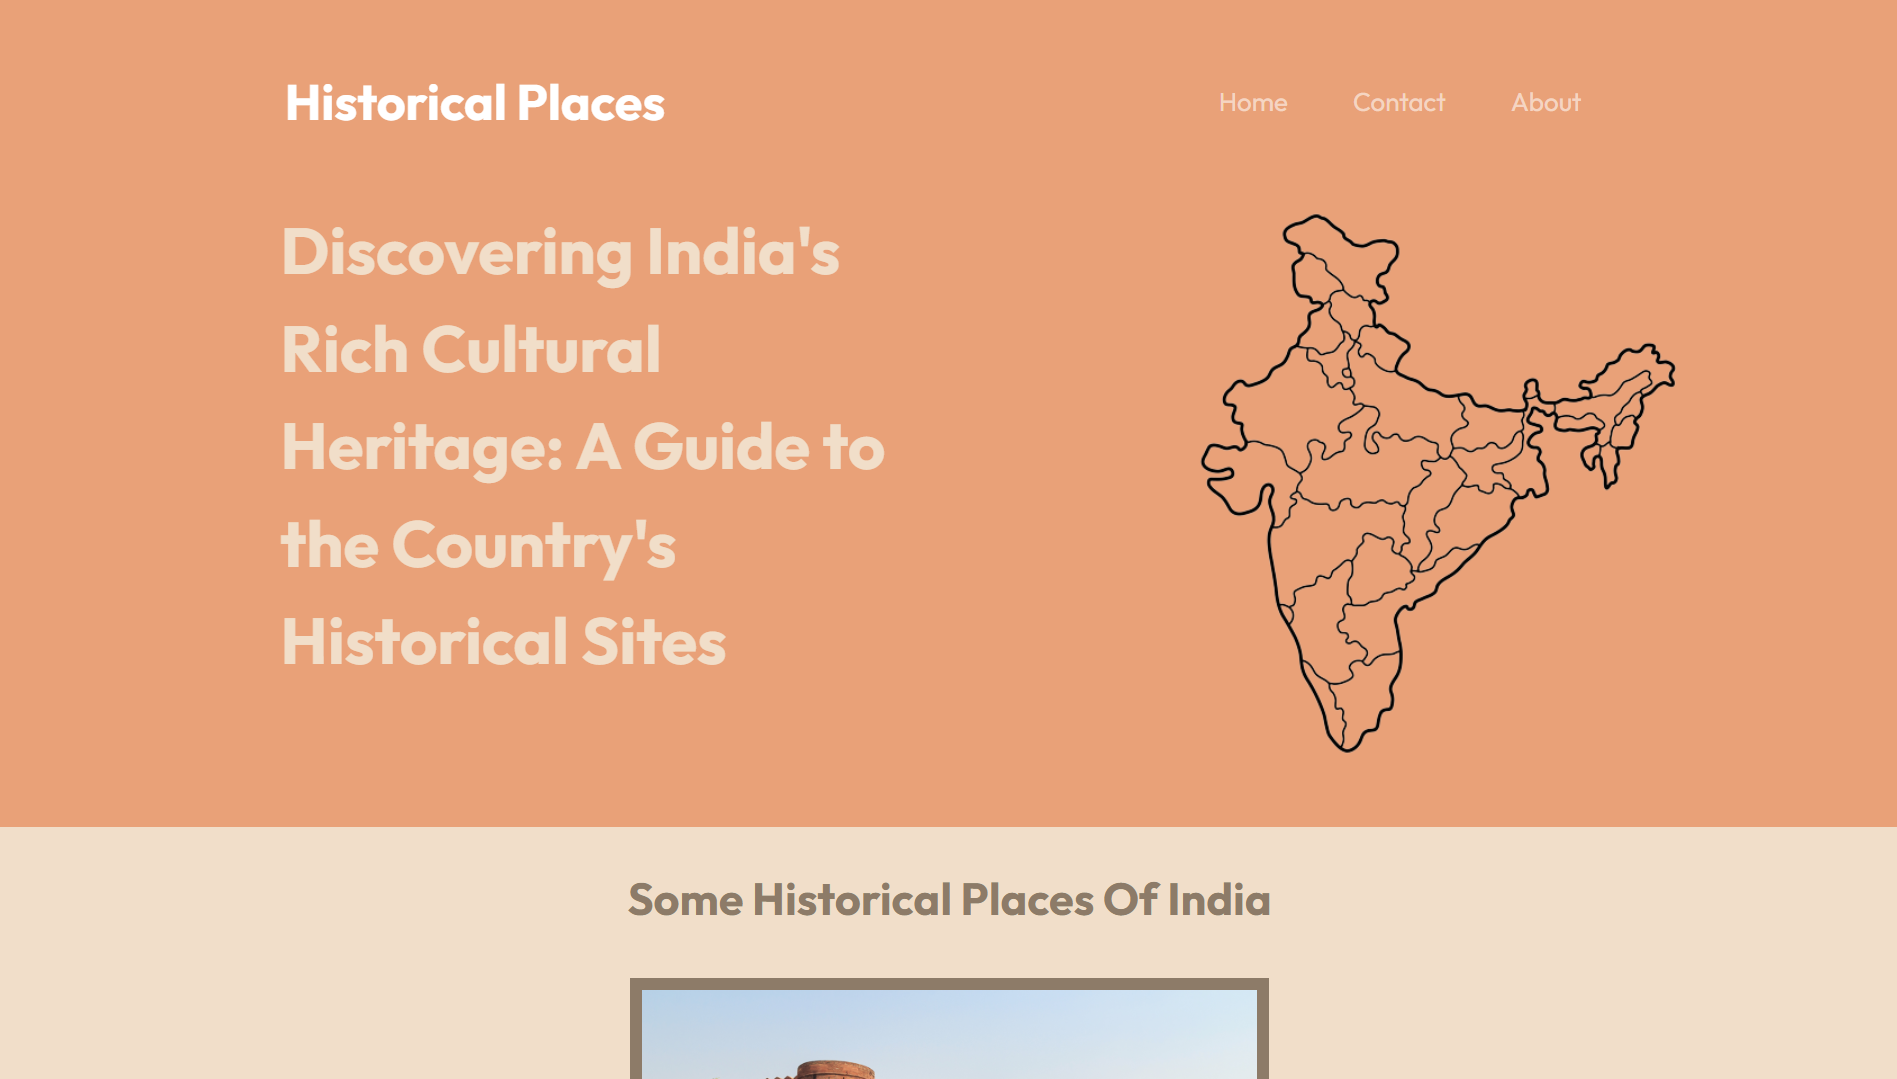 Historical Places
Home Contact About
Discovering India's
Rich Cultural
Heritage: A Guide to
the Country's
Historical Sites
Some Historical Places Of India